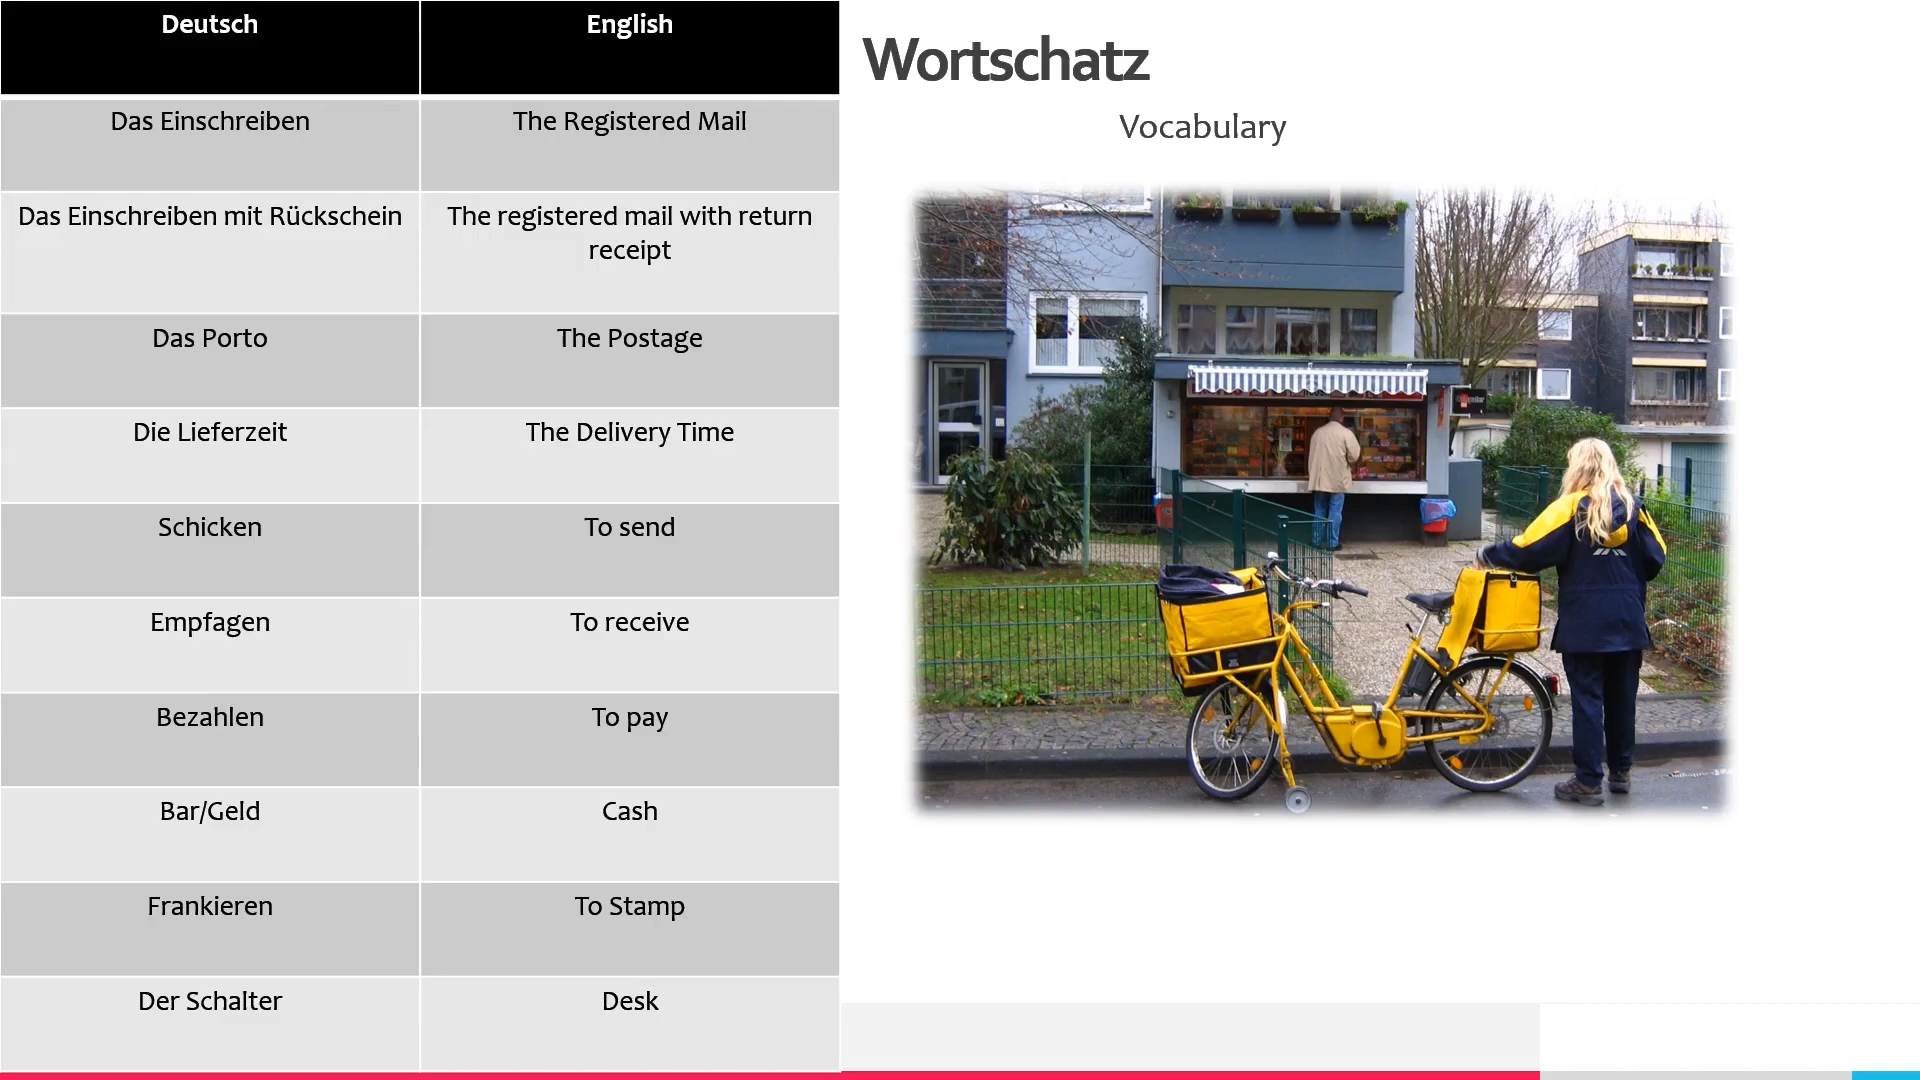 Deutsch English
Das Einschreiben The Registered Mail
Das Einschreiben mit Rückschein The registered mail with return
receipt
Das Porto The Postage
Die Lieferzeit The Delivery Time
Schicken To send
Empfagen To receive
Bezahlen To pay
Bar/Geld Cash
Frankieren To Stamp
Der Schalter Desk
Wortschatz
Vocabulary